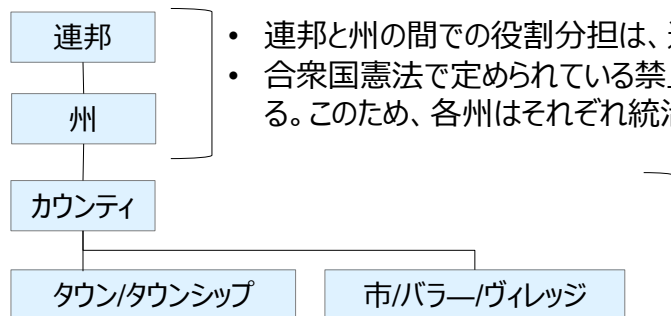 連邦
• 連邦と州の間での役割分担は、
• 合衆国憲法で定められている禁
州
る。このため、各州はそれぞれ統
カウンティ
タウン/タウンシップ
市/バラ―/ヴィレッジ